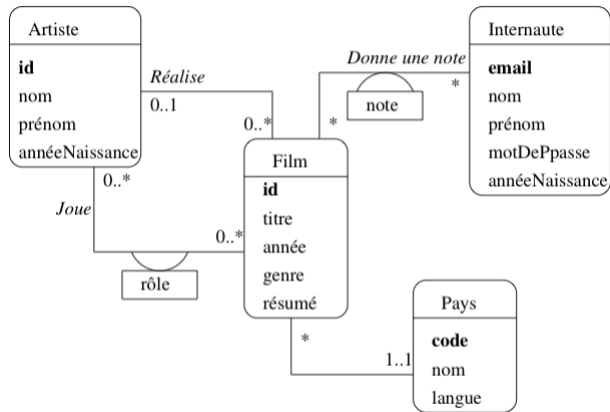 Artiste
id
nom
prénom
annéeNaissance
Réalise
0..1
0..*
0..*
Joue
0..*
rôle
Film
id
titre
année
genre
résumé
*
*
Donne une note
*
note
Internaute
email
nom
prénom
motDePpasse
annéeNaissance
1..1
Pays
code
nom
langue